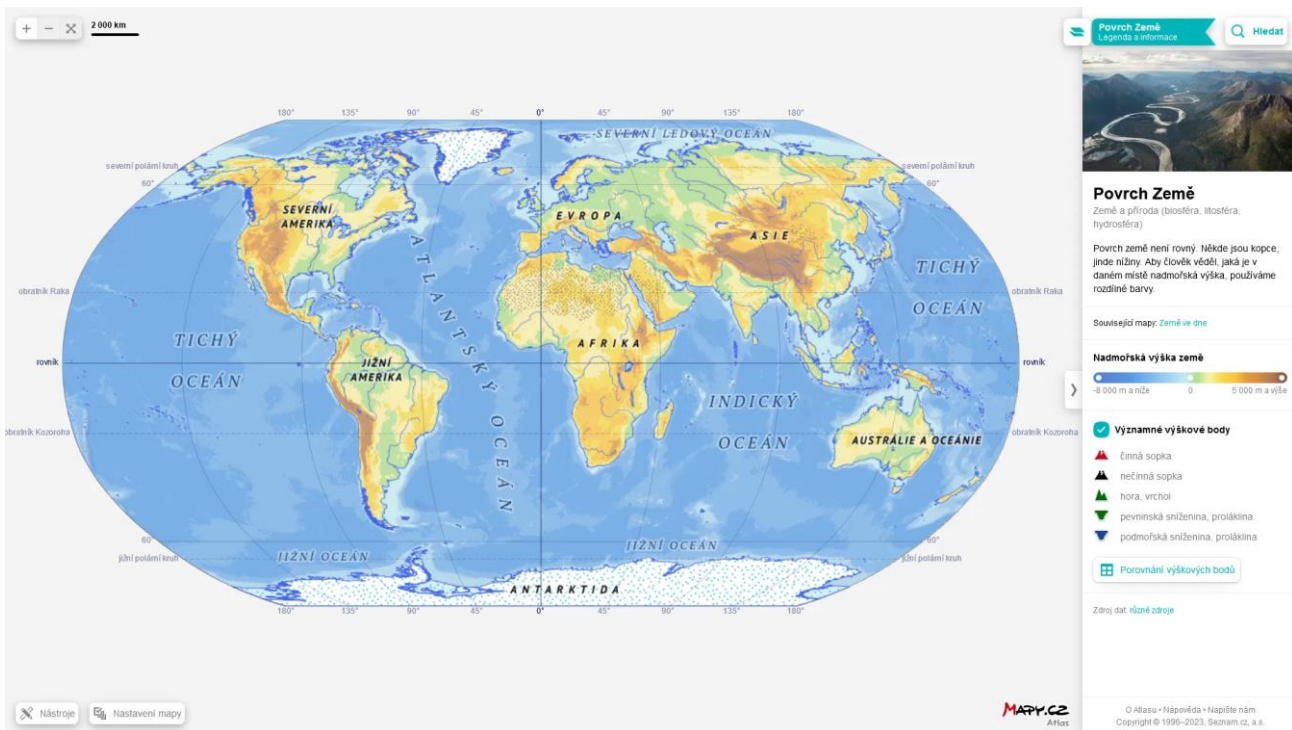 2 000 km
Povrch Země
Legenda a informace
Hledat
180° 135° 90° 45° 0° 45° 90° 135° 180°
SEVERNÍ LEDOVÝ OCEÁN
severní polární kruh
severní polární kruh
60°
60°
SEVERNÍ
AMERIKA
EVROPA
ASIE
ATLANTSKÝ OCEÁN
TICHÝ
OCEÁN
obratník Raka
obratník Raka
TICHÝ
OCEÁN
AFRIKA
rovník
rovník
JIŽNÍ
AMERIKA
INDICKÝ
OCEÁN
obratník Kozoroha
obratník Kozoroha
AUSTRÁLIE A OCEÁNIE
60°
60°
JIŽNÍ OCEÁN
JIŽNÍ OCEÁN
jižní polární kruh
jižní polární kruh
ANTARKTIDA
180° 135° 90° 45° 0° 45° 90° 135° 180°
Nástroje
Nastavení mapy
MAPY.CZ
Atlas
Povrch Země
Země a příroda (biosféra, litosféra,
hydrosféra)
Povrch země není rovný. Někde jsou kopce,
jinde nížiny. Aby člověk věděl, jaká je v
daném místě nadmořská výška, používáme
rozdílné barvy.
Související mapy: Země ve dne
Nadmořská výška země
-8 000 m a níže 0 5 000 m a výše
Významné výškové body
činná sopka
nečinná sopka
hora, vrchol
pevninská sníženina, proláklina
podmořská sníženina, proláklina
Porovnání výškových bodů
Zdroj dat: různé zdroje
O Atlasu • Nápověda • Napište nám
Copyright © 1996–2023, Seznam.cz, a.s.